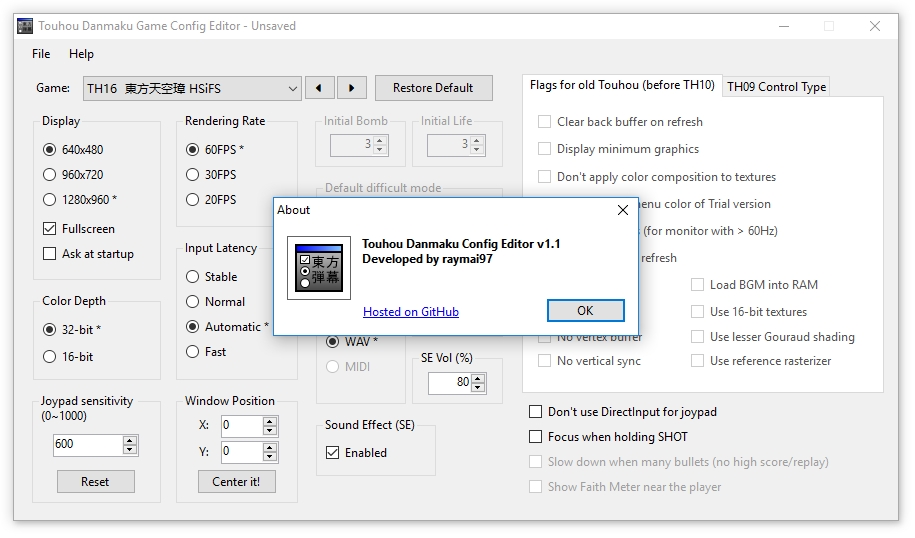 Touhou Danmaku Game Config Editor - Unsaved
File Help
Game: TH16 東方天空璋 HSiFS Restore Default
Display
640x480
960x720
1280x960 *
Fullscreen
Ask at startup
Color Depth
32-bit *
16-bit
Joypad sensitivity
(0~1000)
600
Reset
Rendering Rate
60FPS *
30FPS
20FPS
Input Latency
Stable
Normal
Automatic *
Fast
Window Position
X: 0
Y: 0
Center it!
Initial Bomb
3
Initial Life
3
Default difficult mode
About
東方
弾幕
Touhou Danmaku Config Editor v1.1
Developed by raymai97
Hosted on GitHub
OK
WAV *
MIDI
SE Vol (%)
80
Sound Effect (SE)
Enabled
Flags for old Touhou (before TH10) TH09 Control Type
Clear back buffer on refresh
Display minimum graphics
Don't apply color composition to textures
enu color of Trial version
(for monitor with > 60Hz)
refresh
Load BGM into RAM
Use 16-bit textures
No vertex buffer Use lesser Gouraud shading
No vertical sync Use reference rasterizer
Don't use DirectInput for joypad
Focus when holding SHOT
Slow down when many bullets (no high score/replay)
Show Faith Meter near the player